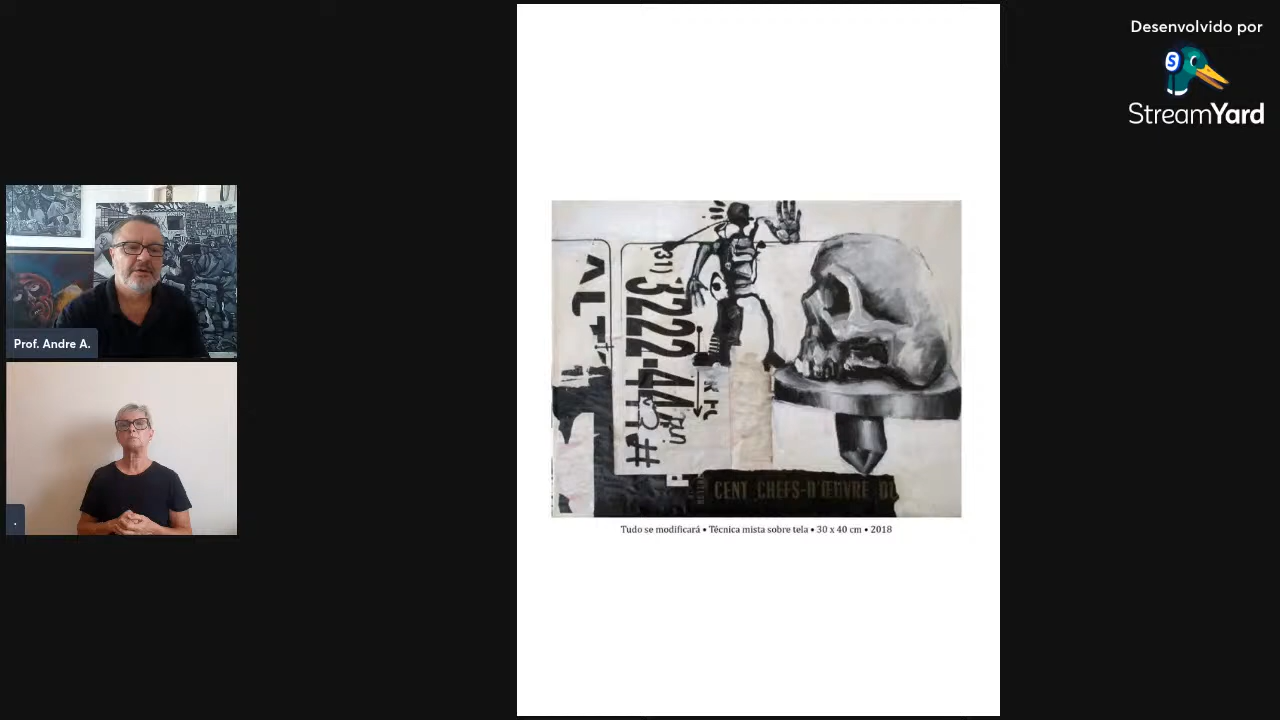 Desenvolvido por
StreamYard
Prof. Andre A.
.
(31)
3222-44
#
CENT CHEFS-D'ŒUVRE DU
Tudo se modificará • Técnica mista sobre tela • 30 x 40 cm • 2018